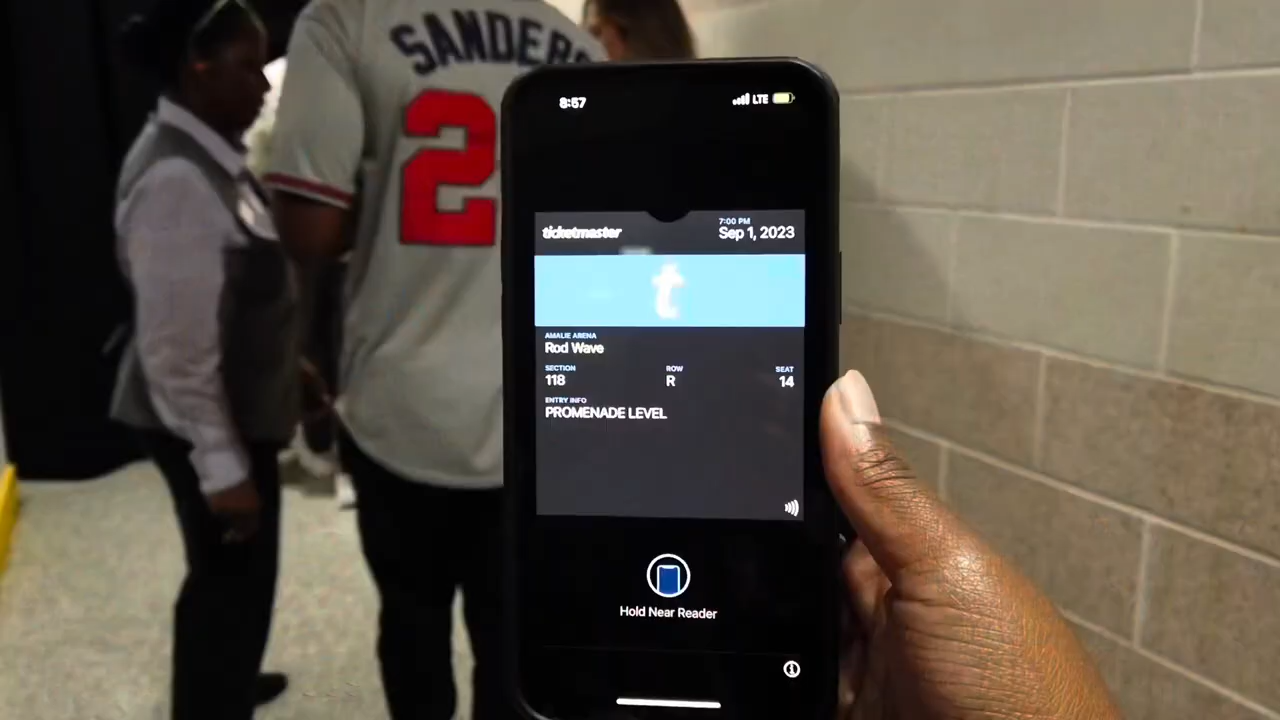 SANDERS
2
8:57
LTE
ticketmaster
7:00 PM
Sep 1, 2023
t
AMALIE ARENA
Rod Wave
SECTION
118
ROW
R
SEAT
14
ENTRY INFO
PROMENADE LEVEL
Hold Near Reader